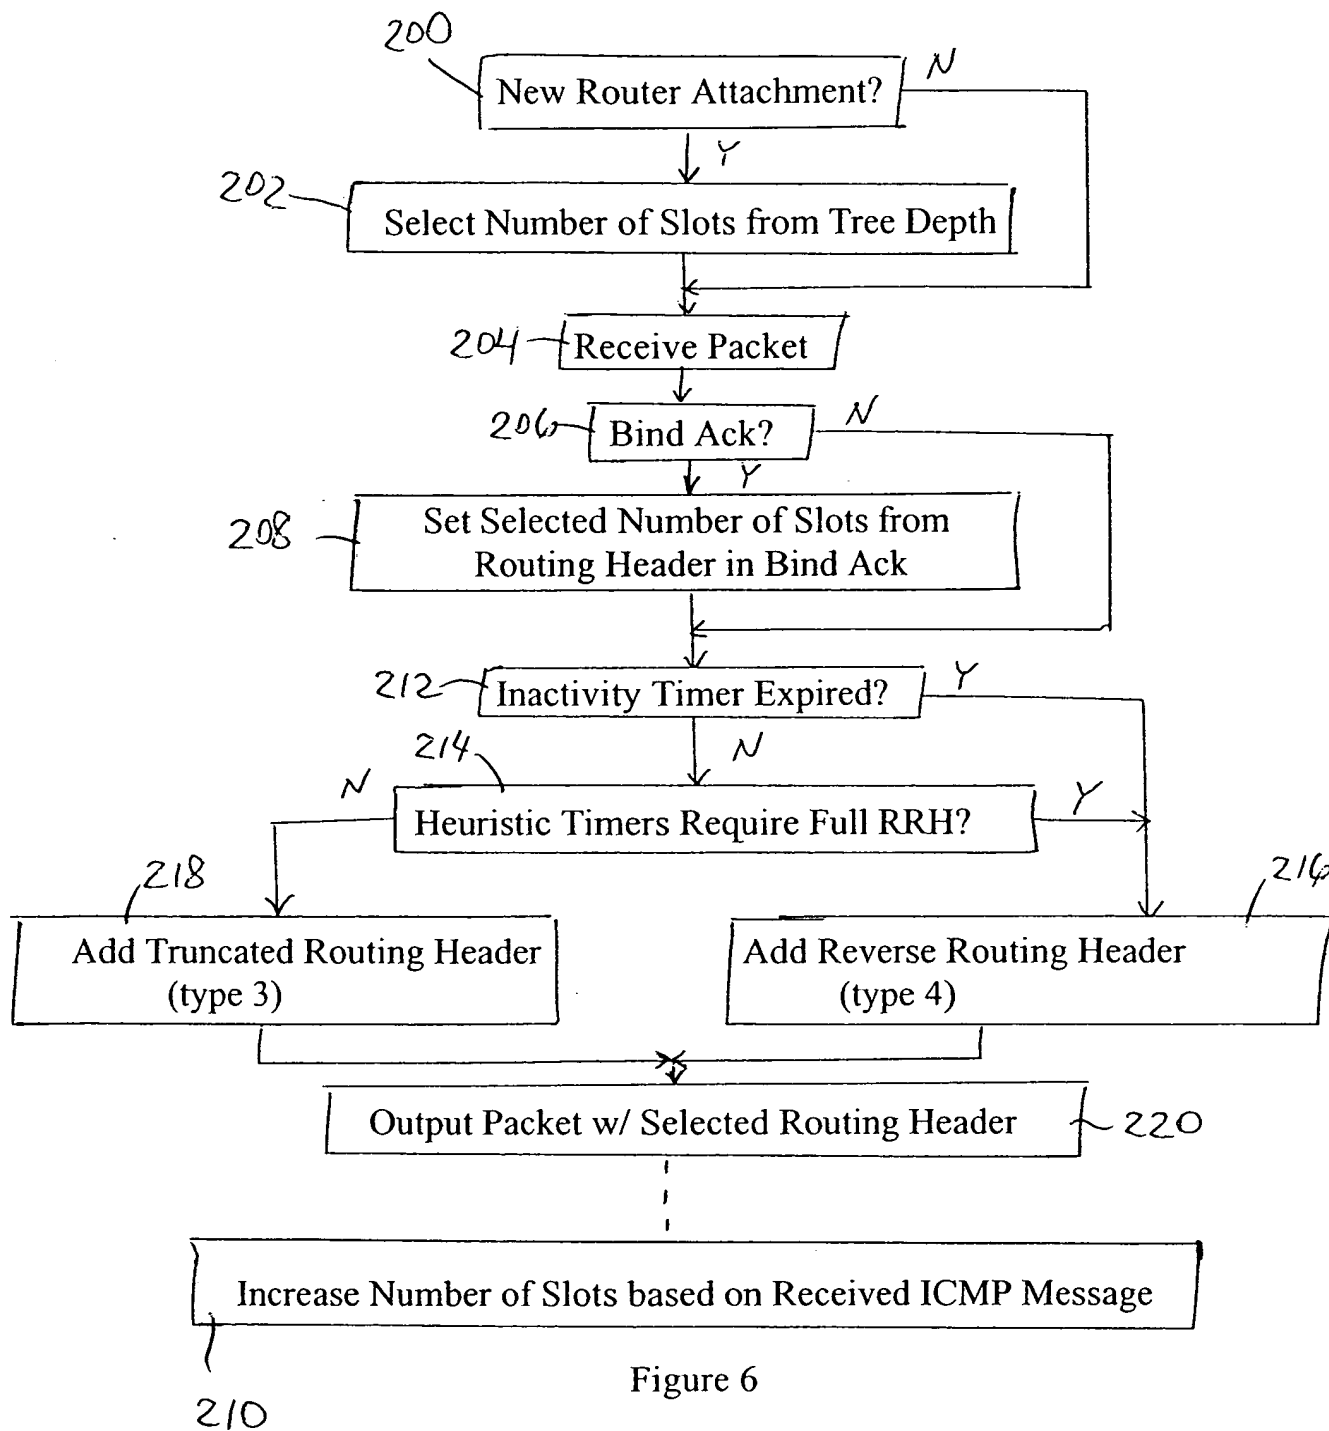 200
New Router Attachment?
N
Y
202
Select Number of Slots from Tree Depth
204
Receive Packet
206
Bind Ack?
N
Y
208
Set Selected Number of Slots from
Routing Header in Bind Ack
212
Inactivity Timer Expired?
Y
N
214
N
Heuristic Timers Require Full RRH?
Y
218
216
Add Truncated Routing Header
(type 3)
Add Reverse Routing Header
(type 4)
Output Packet w/ Selected Routing Header
220
Increase Number of Slots based on Received ICMP Message
Figure 6
210